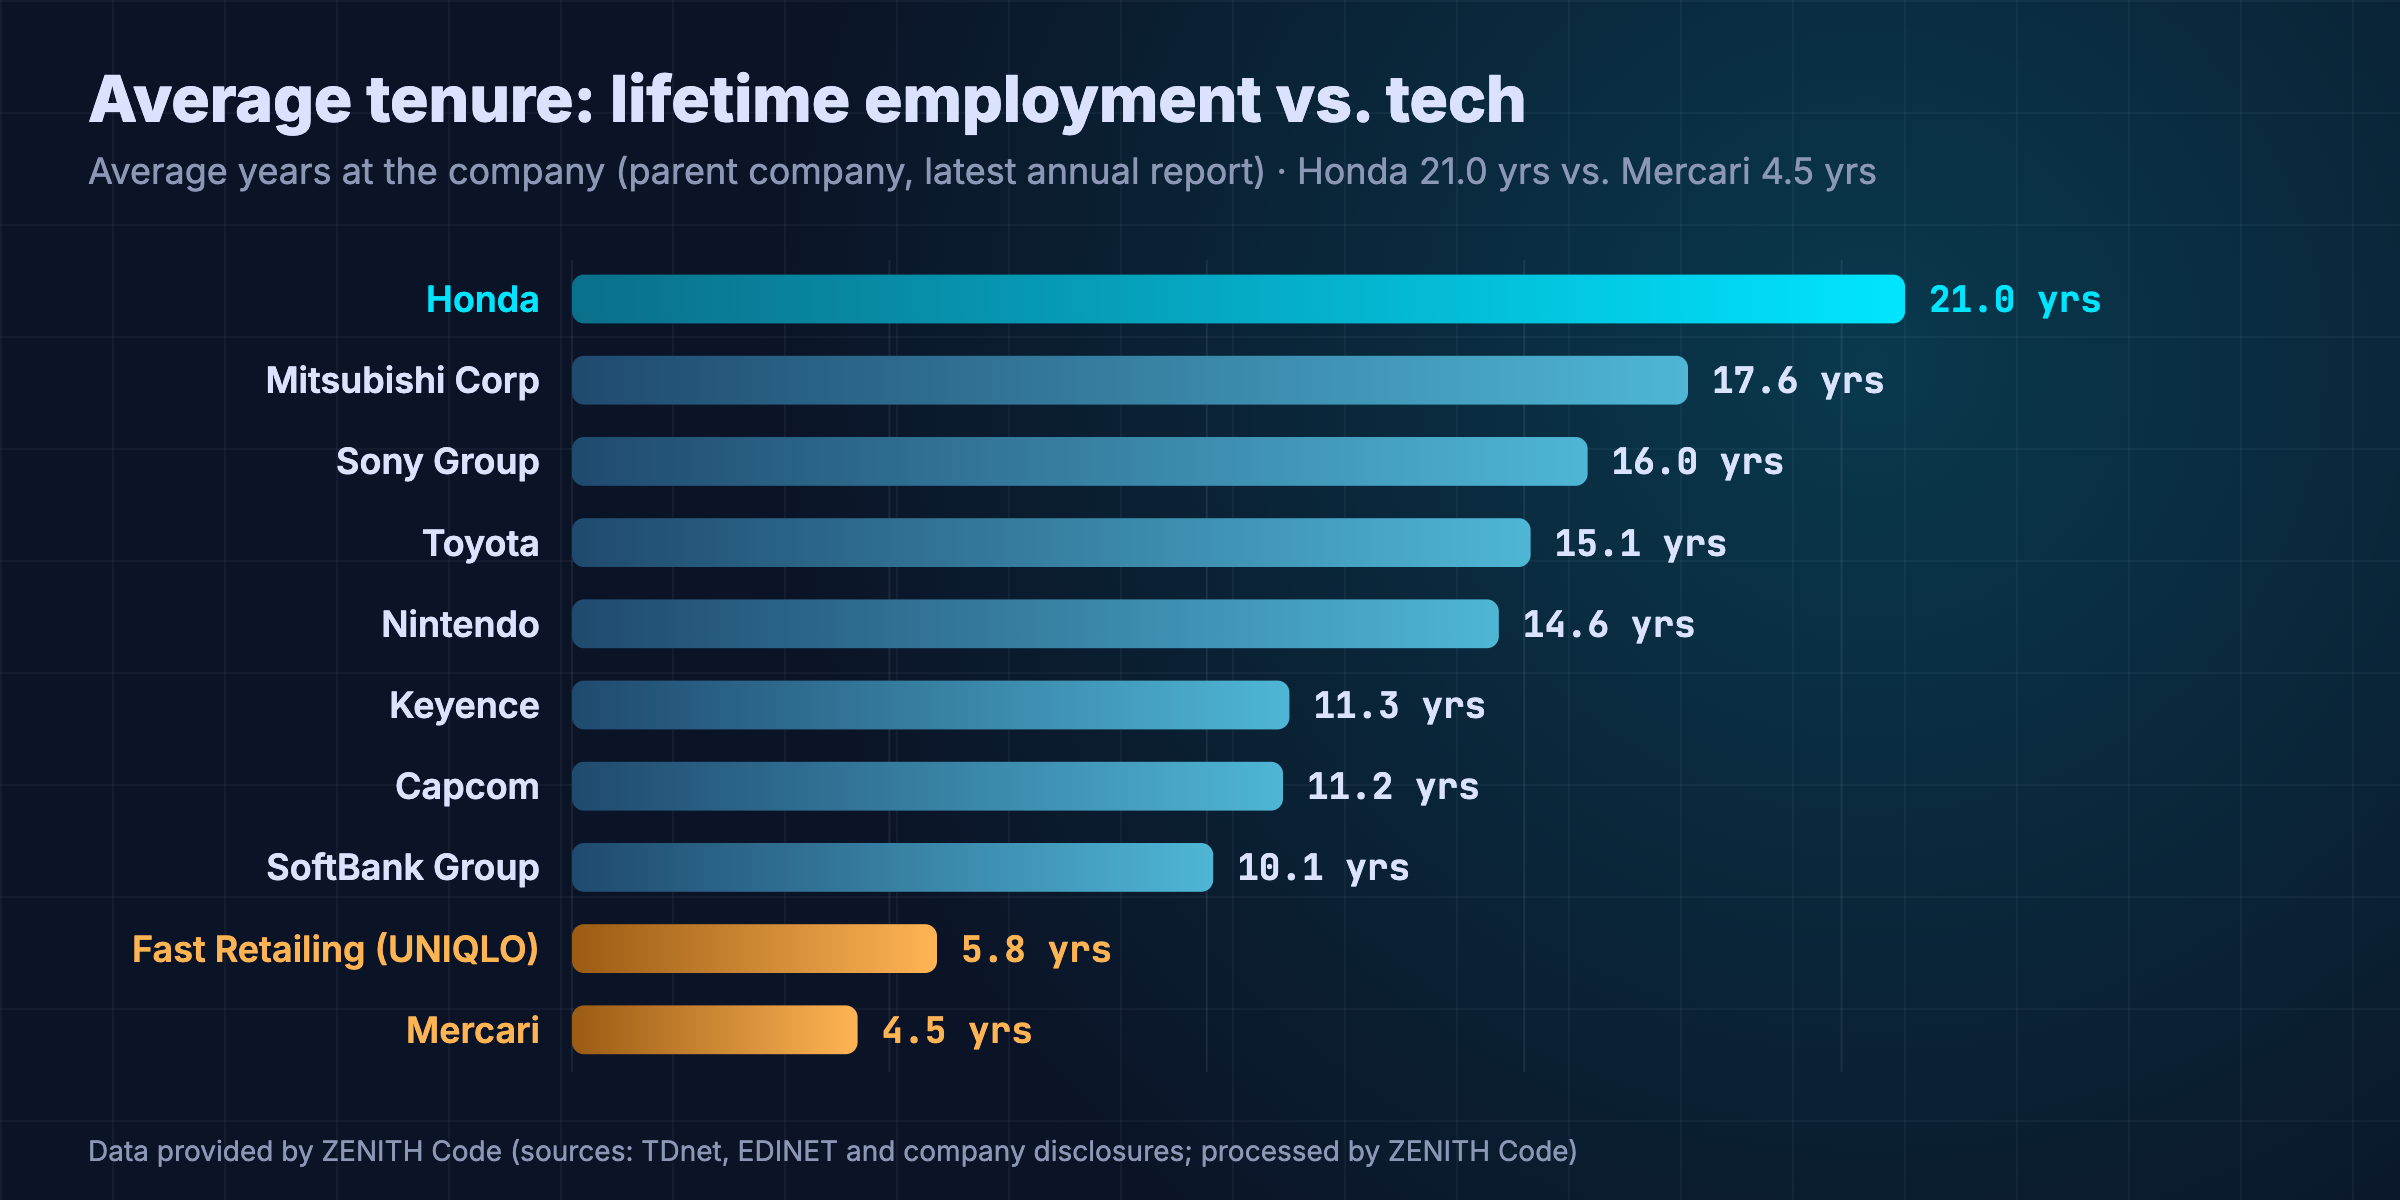 Average tenure: lifetime employment vs. tech
Average years at the company (parent company, latest annual report) · Honda 21.0 yrs vs. Mercari 4.5 yrs
Honda 21.0 yrs
Mitsubishi Corp 17.6 yrs
Sony Group 16.0 yrs
Toyota 15.1 yrs
Nintendo 14.6 yrs
Keyence 11.3 yrs
Capcom 11.2 yrs
SoftBank Group 10.1 yrs
Fast Retailing (UNIQLO) 5.8 yrs
Mercari 4.5 yrs
Data provided by ZENITH Code (sources: TDnet, EDINET and company disclosures; processed by ZENITH Code)